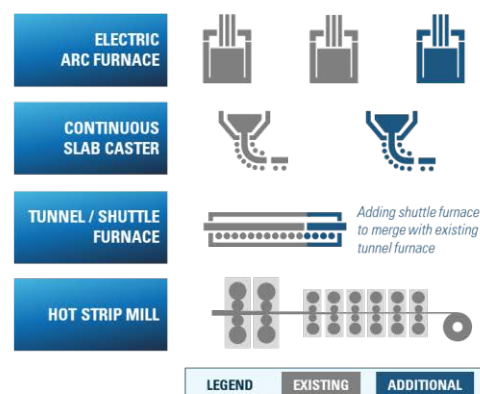 ELECTRIC
ARC FURNACE
CONTINUOUS
SLAB CASTER
TUNNEL / SHUTTLE
FURNACE
Adding shuttle furnace
to merge with existing
tunnel furnace
HOT STRIP MILL
LEGEND EXISTING ADDITIONAL